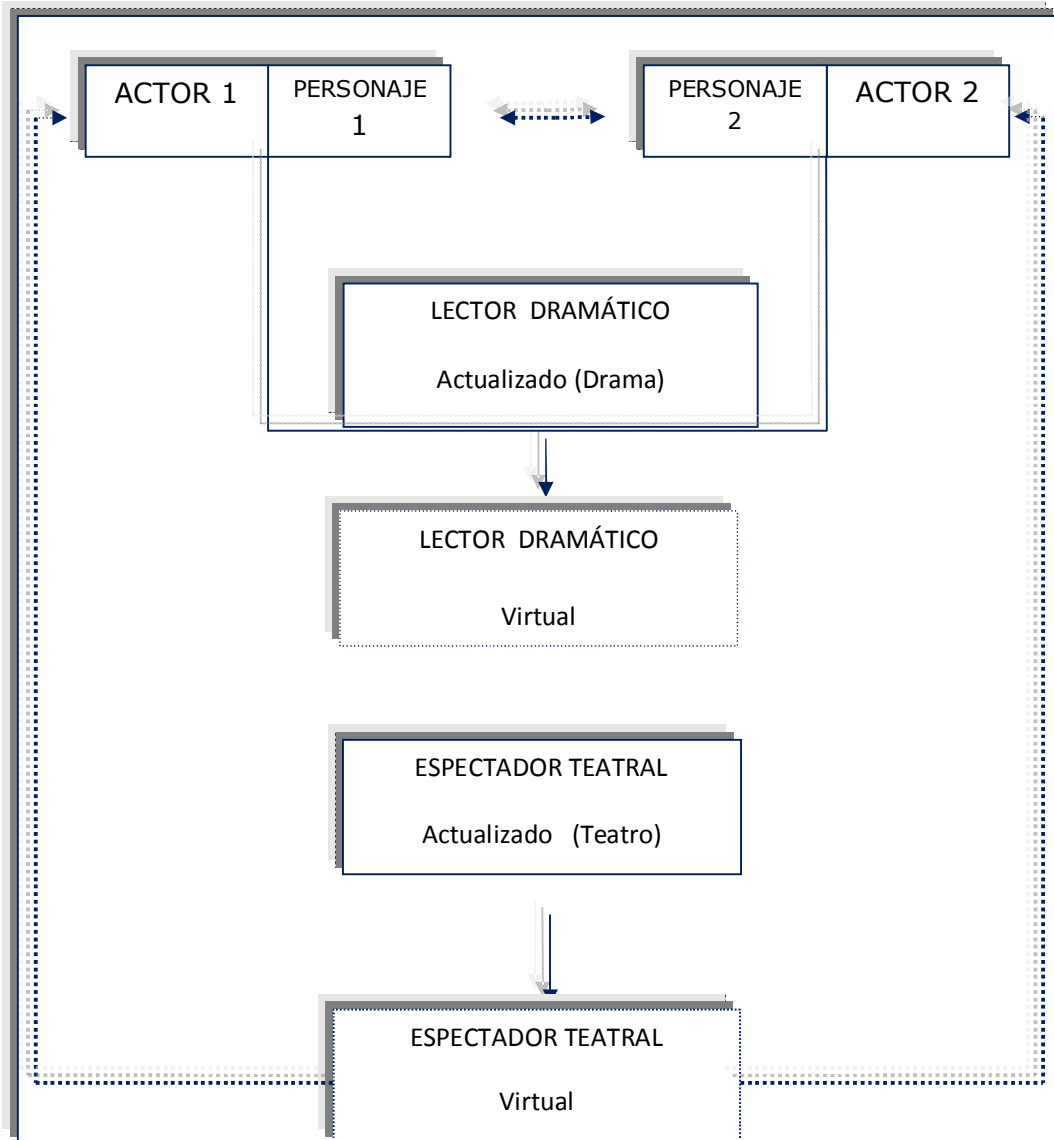 ACTOR 1
PERSONAJE
1
PERSONAJE
2
ACTOR 2
LECTOR DRAMÁTICO
Actualizado (Drama)
LECTOR DRAMÁTICO
Virtual
ESPECTADOR TEATRAL
Actualizado (Teatro)
ESPECTADOR TEATRAL
Virtual